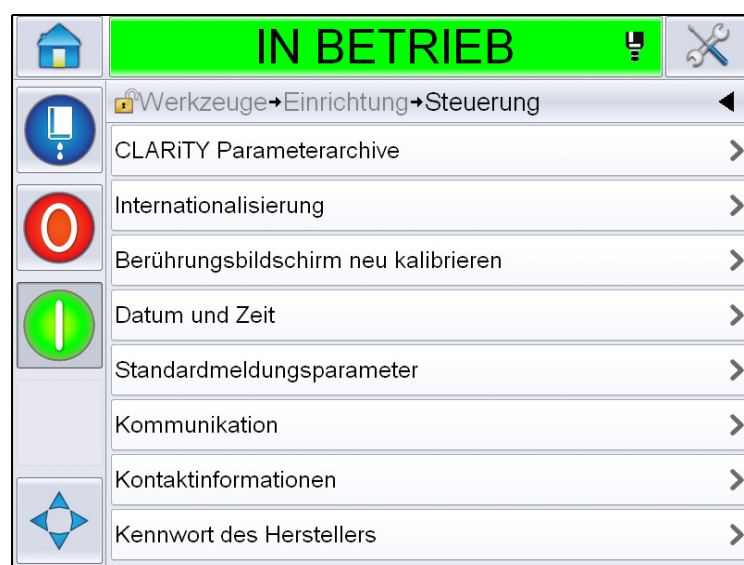 IN BETRIEB
Werkzeuge→Einrichtung→Steuerung
CLARiTY Parameterarchive
Internationalisierung
Berührungsbildschirm neu kalibrieren
Datum und Zeit
Standardmeldungsparameter
Kommunikation
Kontaktinformationen
Kennwort des Herstellers